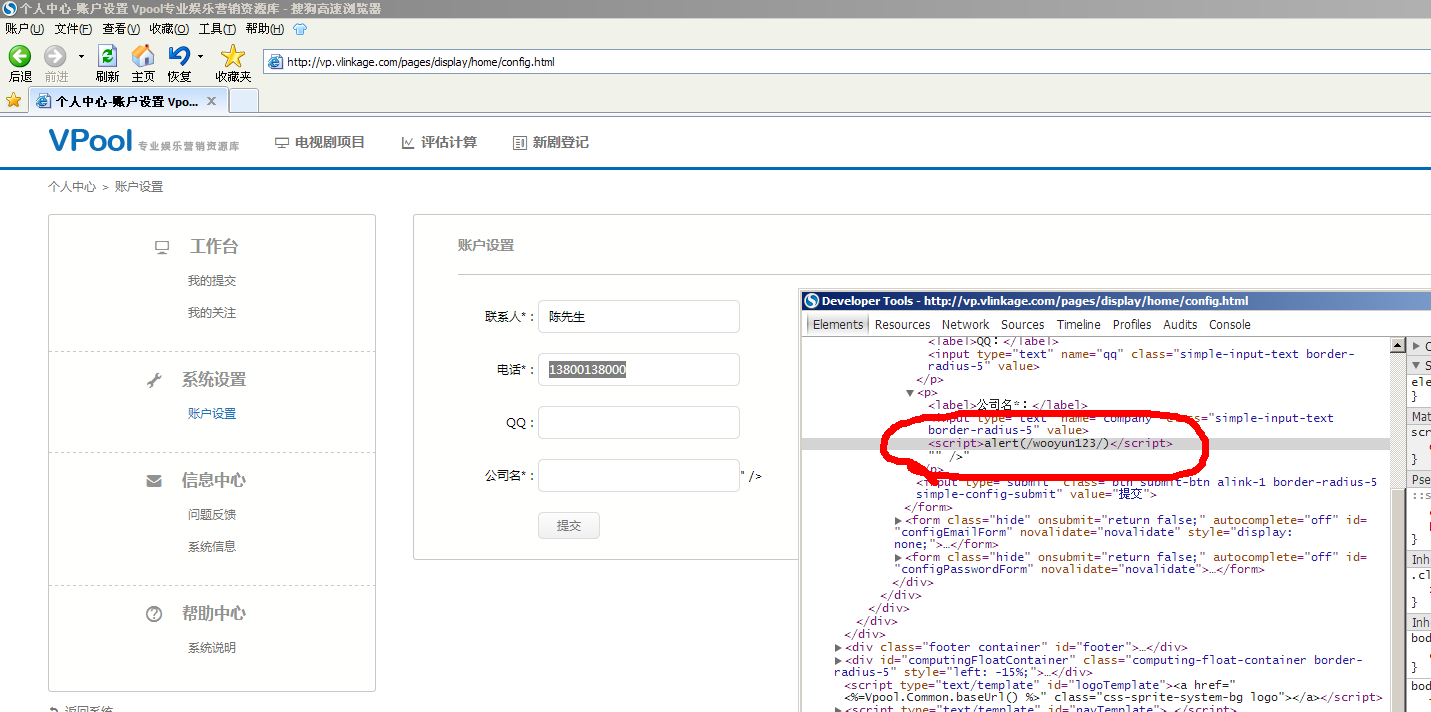 个人中心-账户设置 Vpool专业娱乐营销资源库 - 搜狗高速浏览器
账户(U) 文件(F) 查看(V) 收藏(O) 工具(T) 帮助(H)
后退 前进 刷新 主页 恢复 收藏夹
http://vp.vlinkage.com/pages/display/home/config.html
个人中心-账户设置 Vpo... x
VPool 专业娱乐营销资源库 电视剧项目 评估计算 新剧登记
个人中心 > 账户设置
工作台
我的提交
我的关注
系统设置
账户设置
信息中心
问题反馈
系统信息
帮助中心
系统说明
返回系统
账户设置
联系人*： 陈先生
电话*： 13800138000
QQ：
公司名*： " />
提交
Developer Tools - http://vp.vlinkage.com/pages/display/home/config.html
Elements Resources Network Sources Timeline Profiles Audits Console
<label>QQ：</label>
<input type="text" name="qq" class="simple-input-text border-
radius-5" value>
</p>
▼<p>
<label>公司名*：</label>
<input type="text" name="company" class="simple-input-text
border-radius-5" value>
<script>alert(/wooyun123/)</script>
"" />"
</p>
<input type="submit" class="btn submit-btn alink-1 border-radius-5
simple-config-submit" value="提交">
</form>
▶<form class="hide" onsubmit="return false;" autocomplete="off" id=
"configEmailForm" novalidate="novalidate" style="display:
none;">…</form>
▶<form class="hide" onsubmit="return false;" autocomplete="off" id=
"configPasswordForm" novalidate="novalidate">…</form>
</div>
</div>
</div>
</div>
</div>
▶<div class="footer container" id="footer">…</div>
▶<div id="computingFloatContainer" class="computing-float-container border-
radius-5" style="left: -15%;">…</div>
<script type="text/template" id="logoTemplate"><a href="
<%=Vpool.Common.baseUrl() %>" class="css-sprite-system-bg logo"></a></script>
▶<script type="text/template" id="navTemplate">…</script>
ele
}
Mat
scr
}
Pse
::s
}
Inh
.cl
}
Inh
bod
}
bod